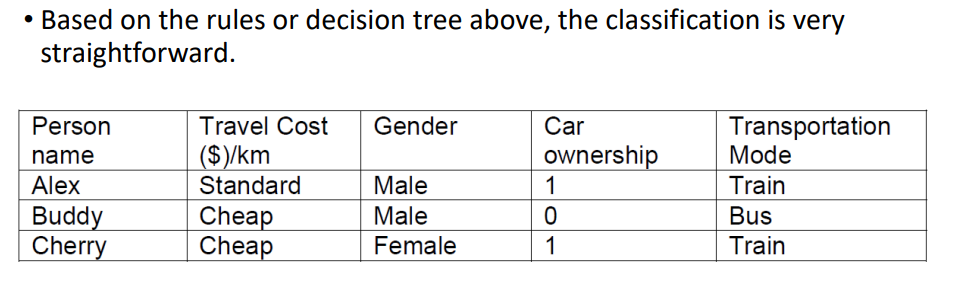 • Based on the rules or decision tree above, the classification is very
straightforward.
Person name Travel Cost ($)/km Gender Car ownership Transportation Mode
Alex Standard Male 1 Train
Buddy Cheap Male 0 Bus
Cherry Cheap Female 1 Train